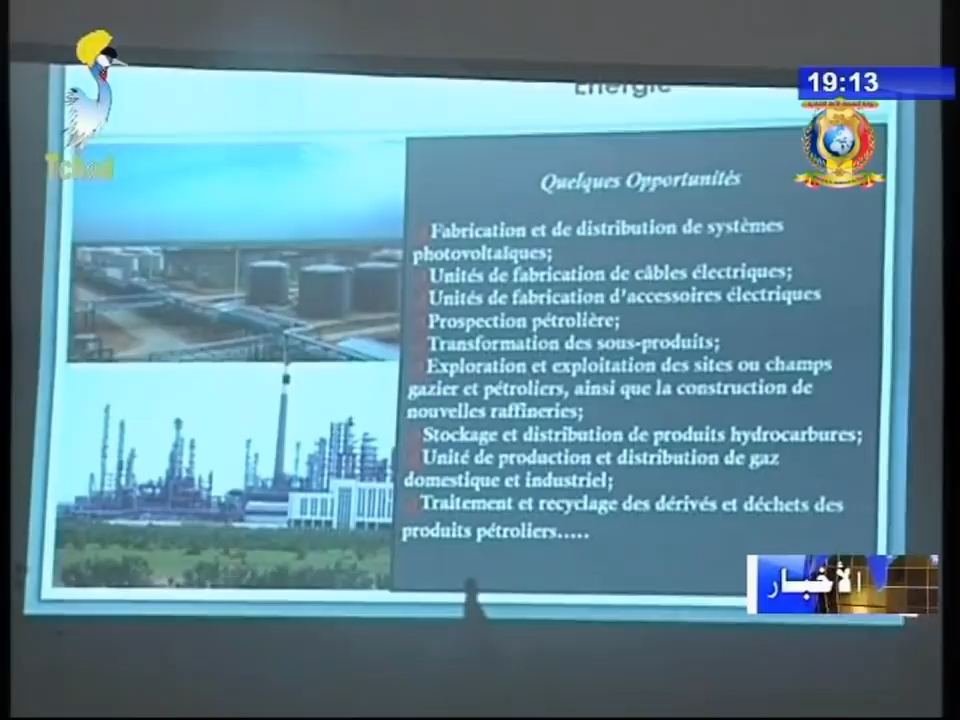 Energie
19:13
Tchad
Quelques Opportunités
Fabrication et de distribution de systèmes
photovoltaïques;
Unités de fabrication de câbles électriques;
Unités de fabrication d'accessoires électriques
Prospection pétrolière;
Transformation des sous-produits;
Exploration et exploitation des sites ou champs
gazier et pétroliers, ainsi que la construction de
nouvelles raffineries;
Stockage et distribution de produits hydrocarbures;
Unité de production et distribution de gaz
domestique et industriel;
Traitement et recyclage des dérivés et déchets des
produits pétroliers.....
الأخبار